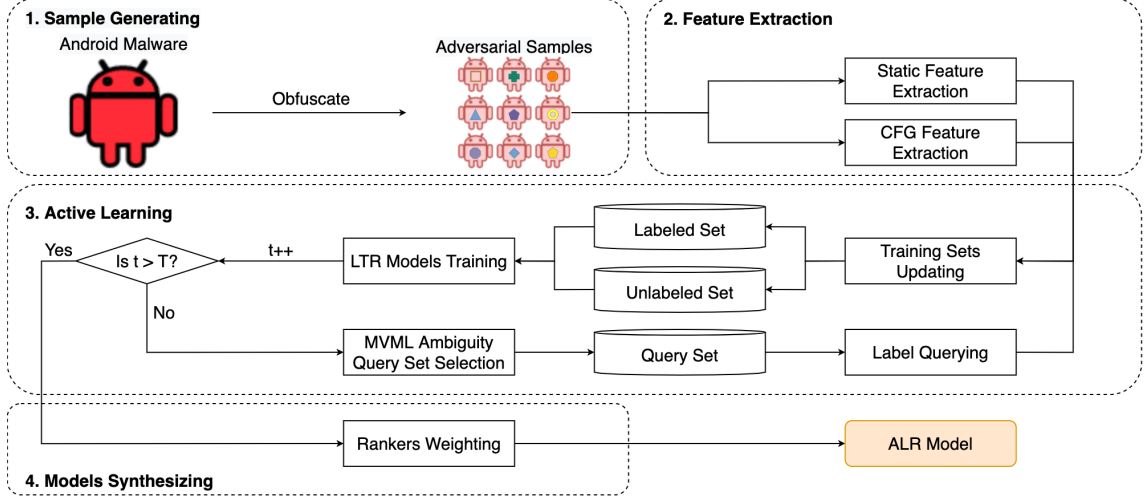 1. Sample Generating
Android Malware
Obfuscate
Adversarial Samples
2. Feature Extraction
Static Feature
Extraction
CFG Feature
Extraction
3. Active Learning
Yes
Is t > T?
No
t++
LTR Models Training
Labeled Set
Unlabeled Set
Training Sets
Updating
MVML Ambiguity
Query Set Selection
Query Set
Label Querying
Rankers Weighting
ALR Model
4. Models Synthesizing